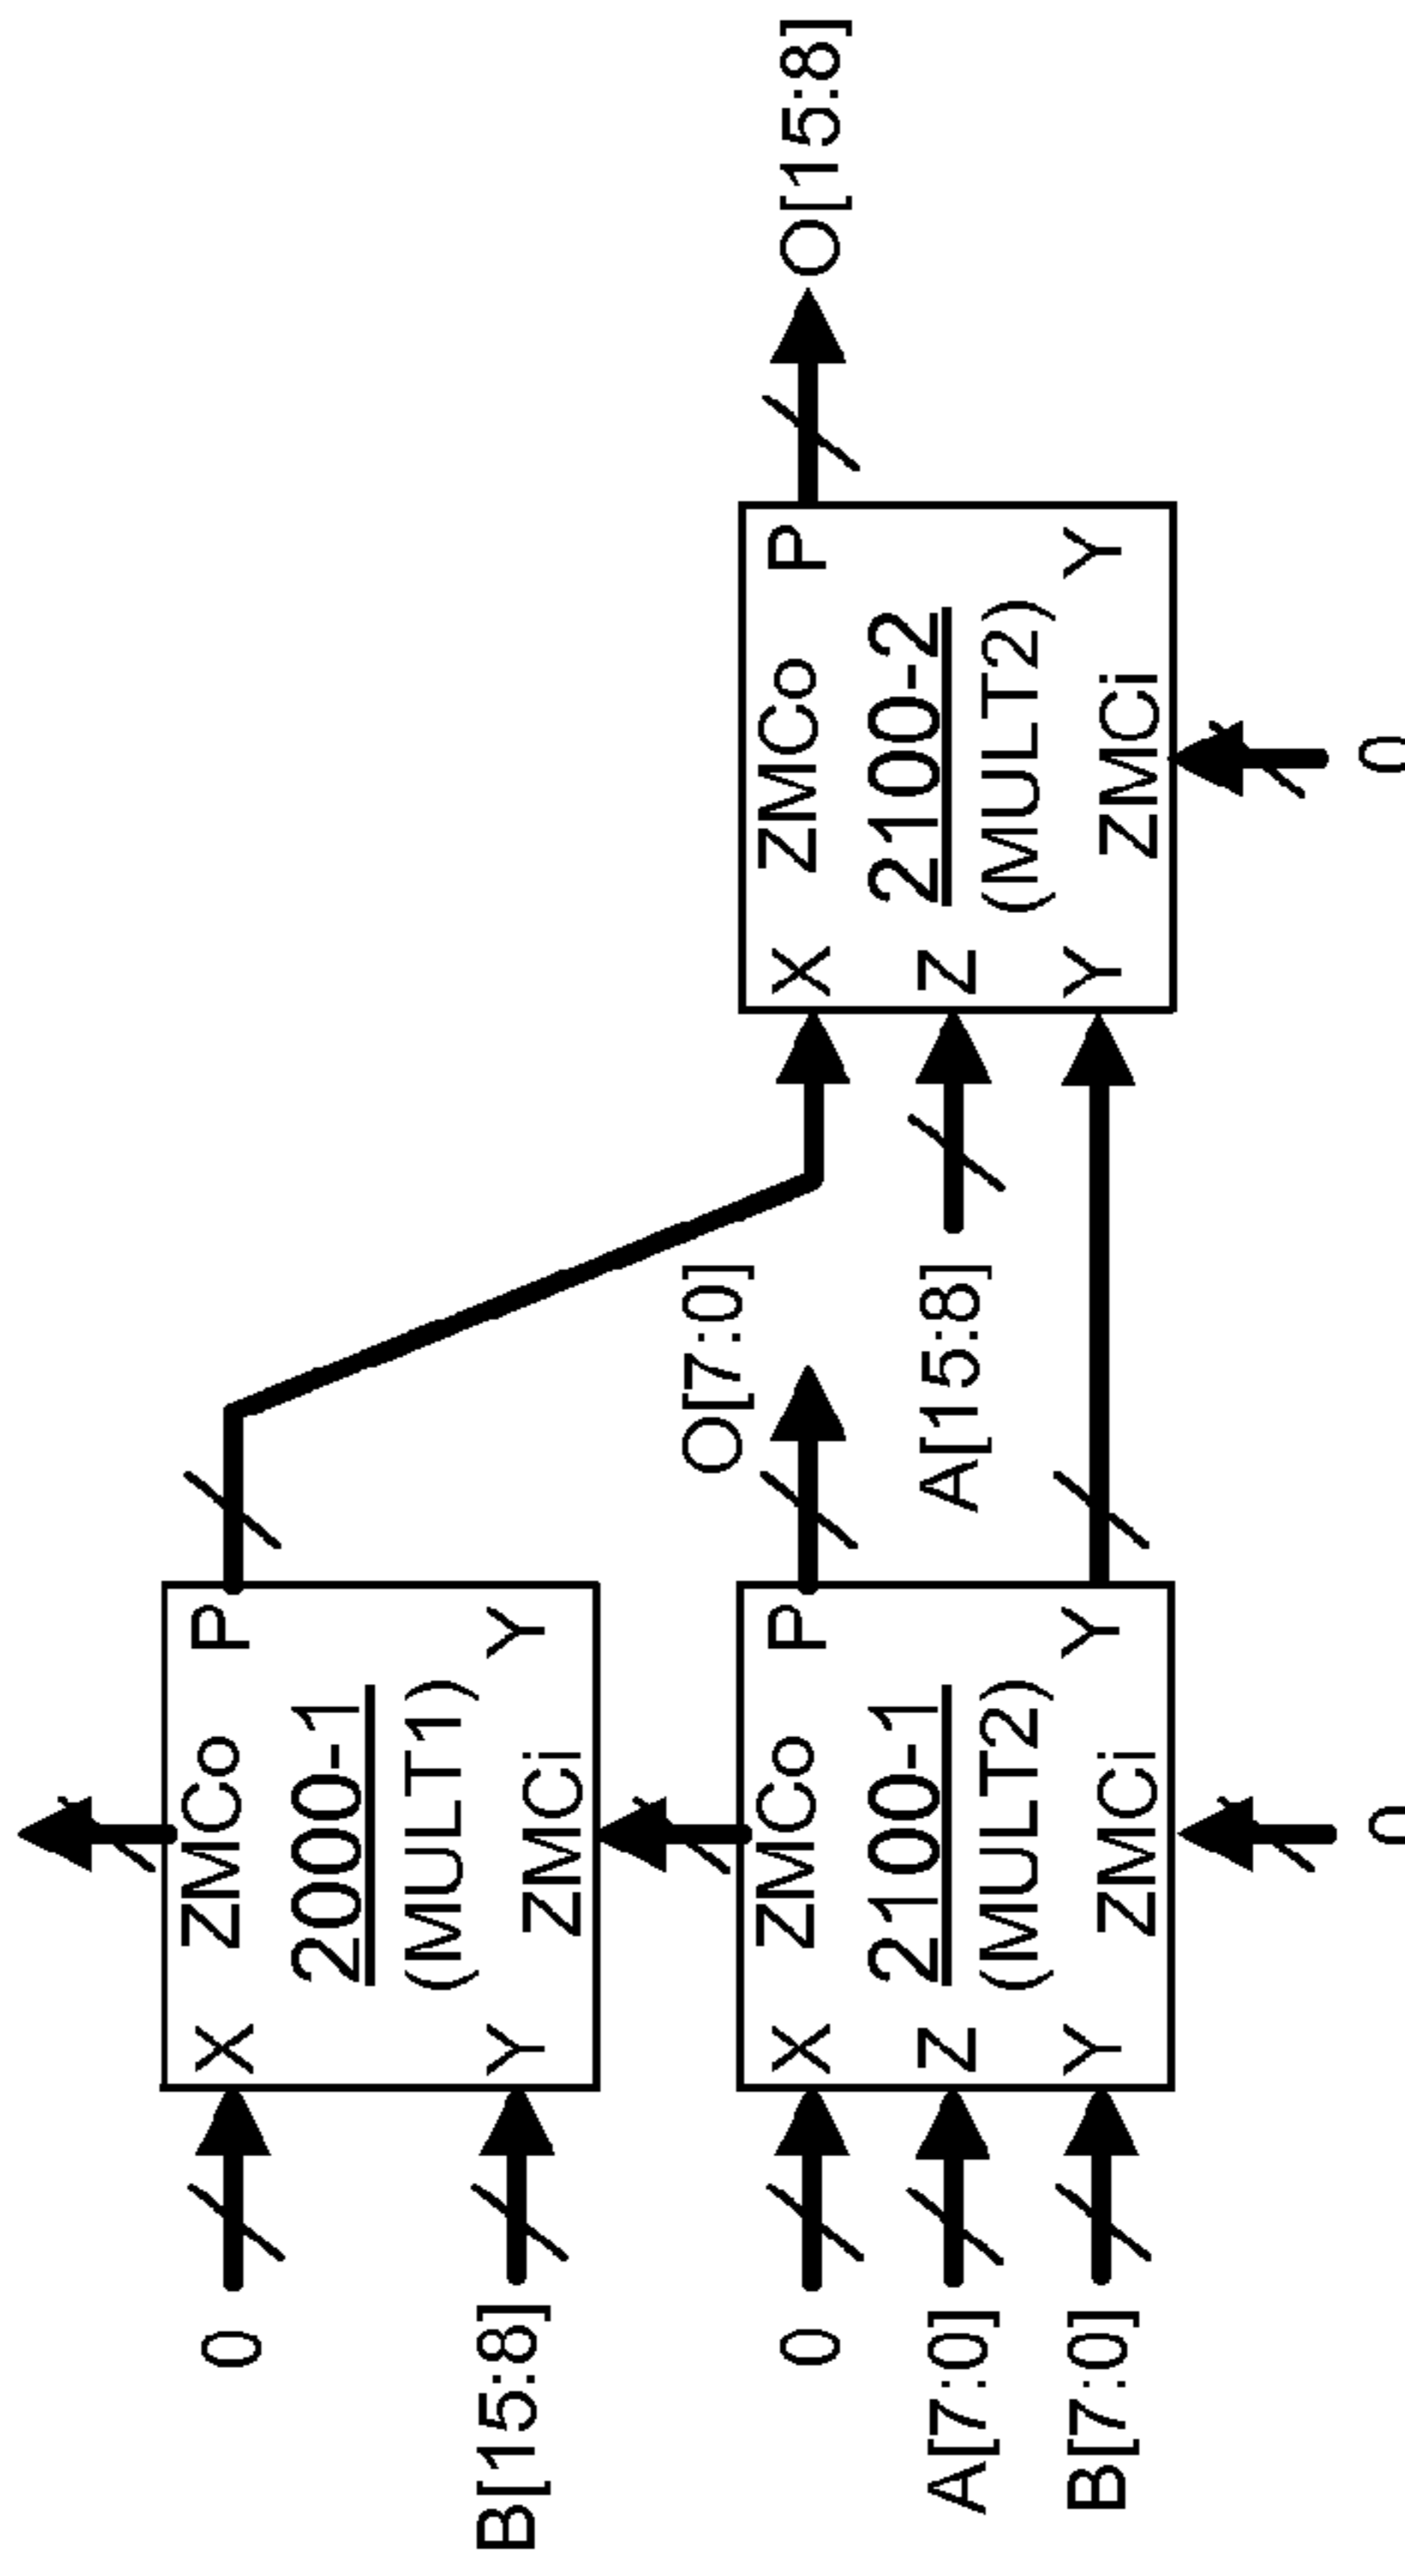 0
B[15:8]
X
ZMCo
P
2000-1
(MULT1)
Y
ZMCi
Y
0
A[7:0]
B[7:0]
X
ZMCo
P
O[7:0]
Z
2100-1
(MULT2)
Y
ZMCi
Y
0
A[15:8]
X
ZMCo
P
O[15:8]
Z
2100-2
(MULT2)
Y
ZMCi
Y
0